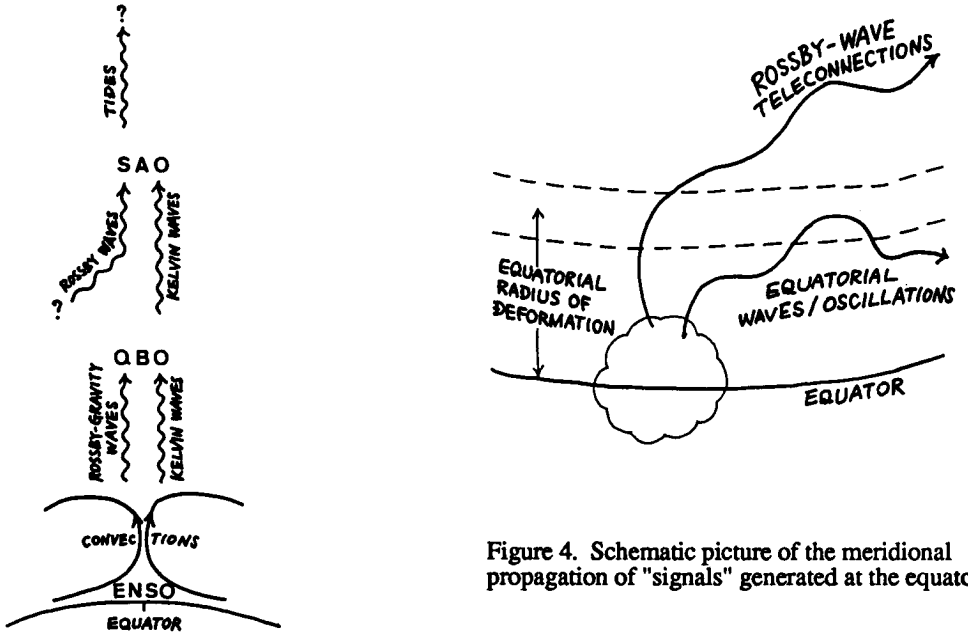 ?
TIDES
SAO
? ROSSBY WAVES
KELVIN WAVES
QBO
ROSSBY-GRAVITY
WAVES
KELVIN WAVES
CONVECTIONS
ENSO
EQUATOR
ROSSBY-WAVE
TELECONNECTIONS
EQUATORIAL
RADIUS OF
DEFORMATION
EQUATORIAL
WAVES/OSCILLATIONS
EQUATOR
Figure 4. Schematic picture of the meridional
propagation of "signals" generated at the equato